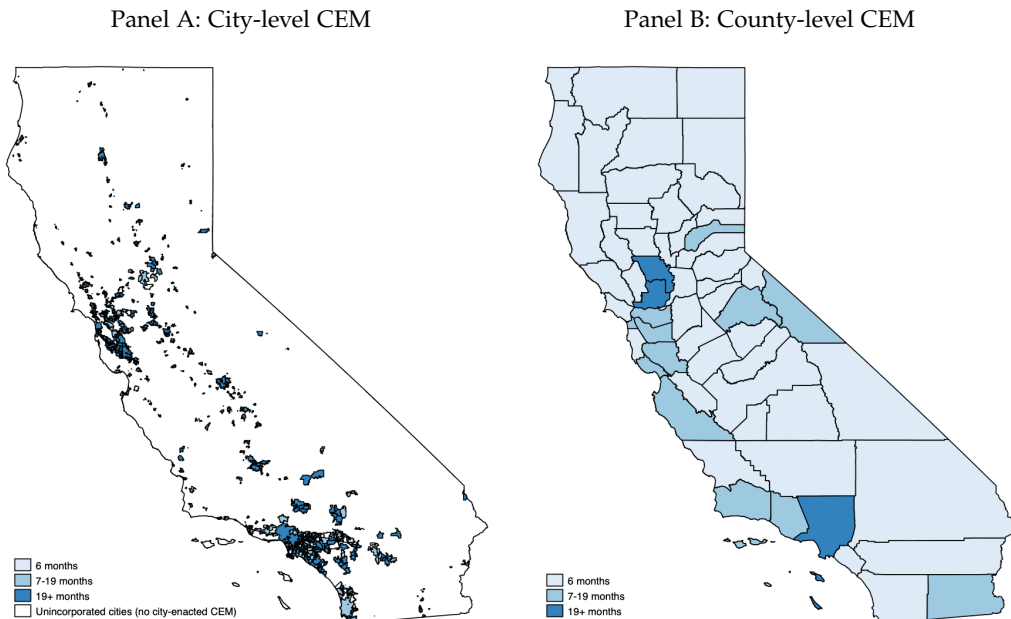 Panel A: City-level CEM
Panel B: County-level CEM
6 months
7-19 months
19+ months
Unincorporated cities (no city-enacted CEM)
6 months
7-19 months
19+ months